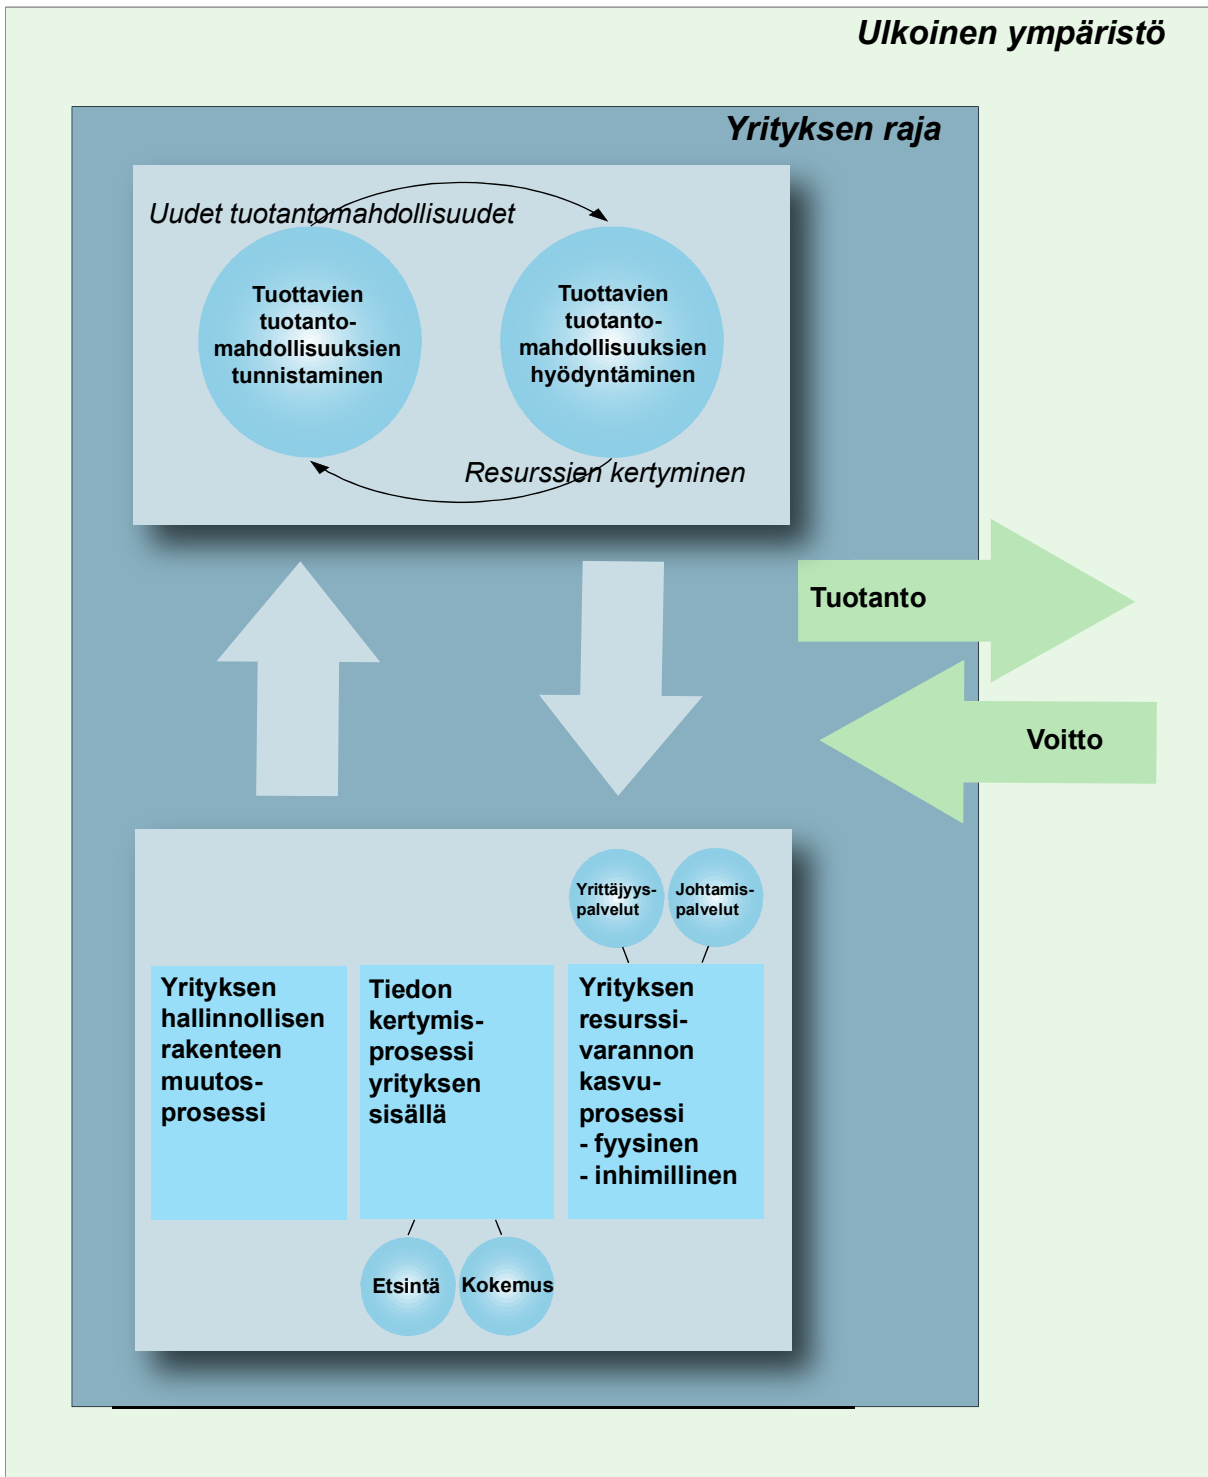 Ulkoinen ympäristö
Yrityksen raja
Uudet tuotantomahdollisuudet
Tuottavien
tuotanto-
mahdollisuuksien
tunnistaminen
Tuottavien
tuotanto-
mahdollisuuksien
hyödyntäminen
Resurssien kertyminen
Tuotanto
Voitto
Yrittäjyys-
palvelut
Johtamis-
palvelut
Yrityksen
hallinnollisen
rakenteen
muutos-
prosessi
Tiedon
kertymis-
prosessi
yrityksen
sisällä
Yrityksen
resurssi-
varannon
kasvu-
prosessi
- fyysinen
- inhimillinen
Etsintä
Kokemus